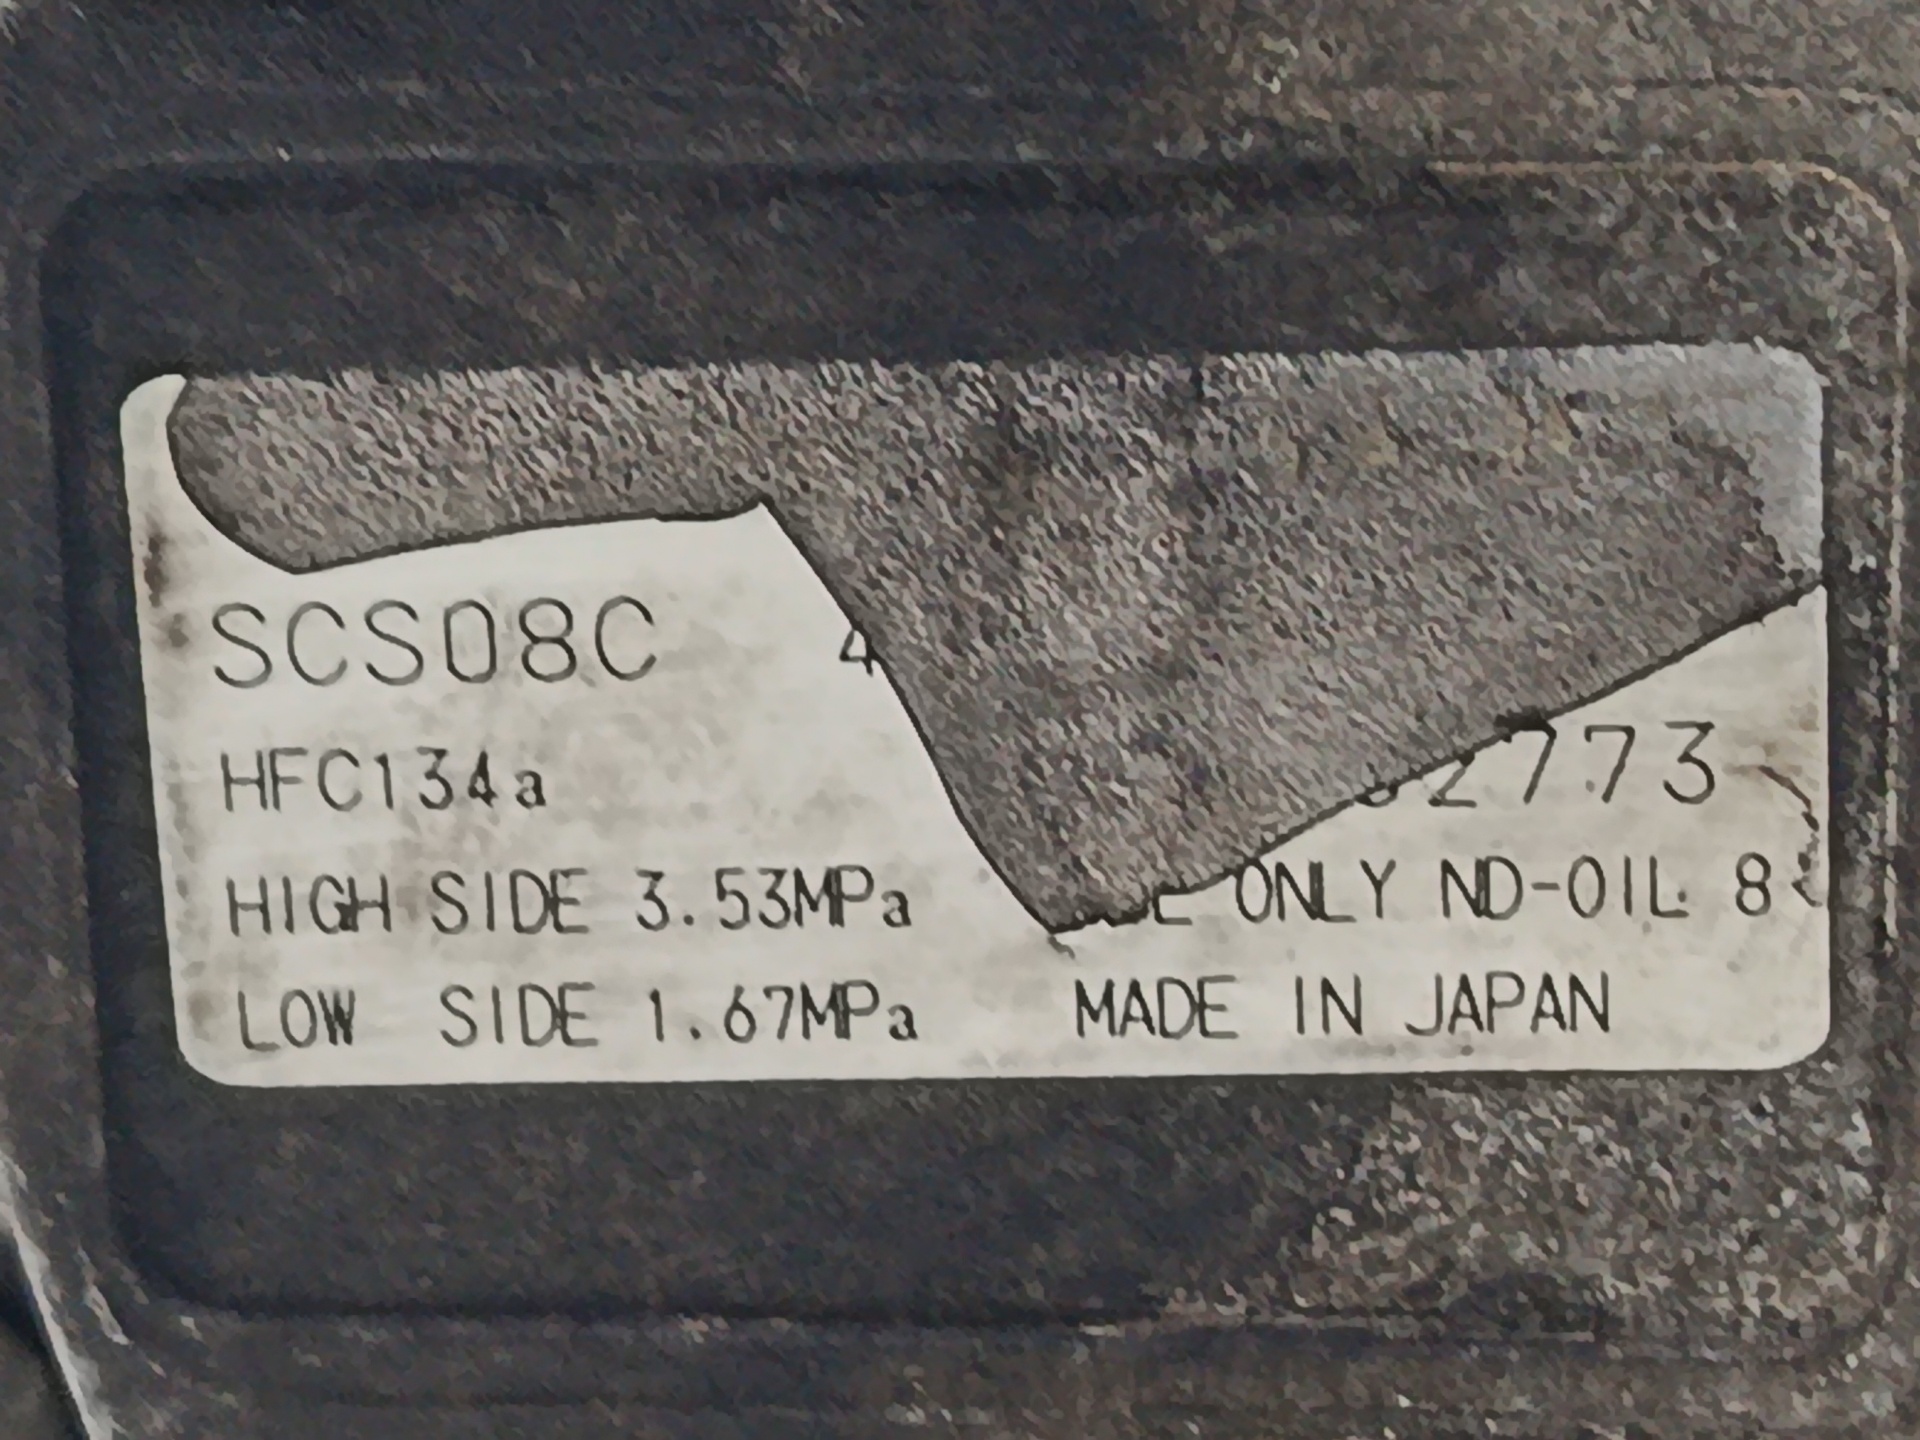 SCS08C
HFC134a
HIGH SIDE 3.53MPa ONLY ND-OIL 8
LOW SIDE 1.67MPa MADE IN JAPAN